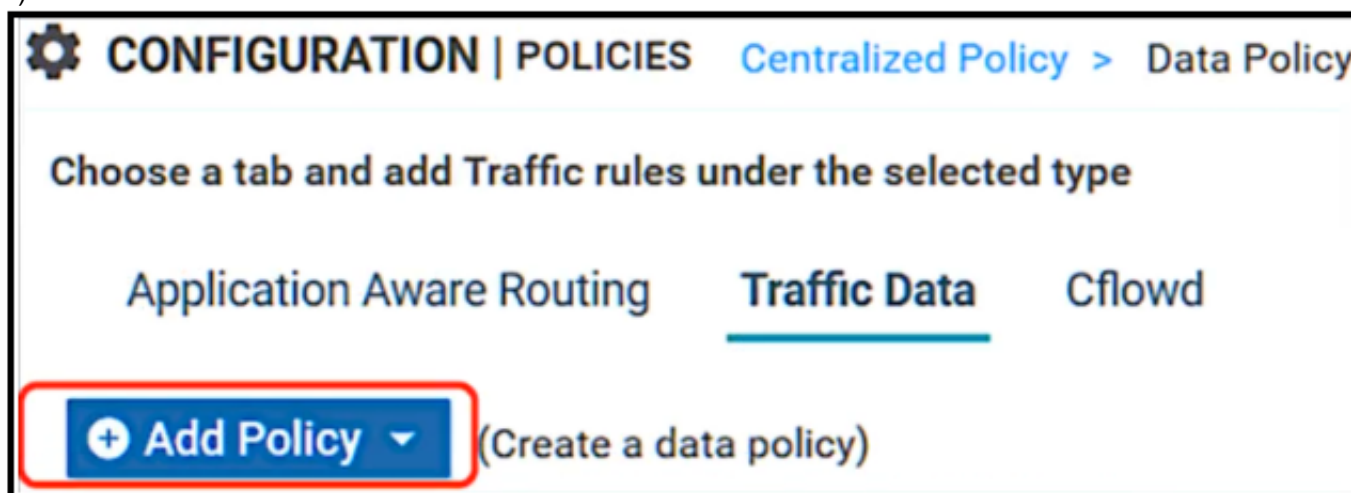 CONFIGURATION | POLICIES Centralized Policy > Data Policy
Choose a tab and add Traffic rules under the selected type
Application Aware Routing Traffic Data Cflowd
Add Policy (Create a data policy)